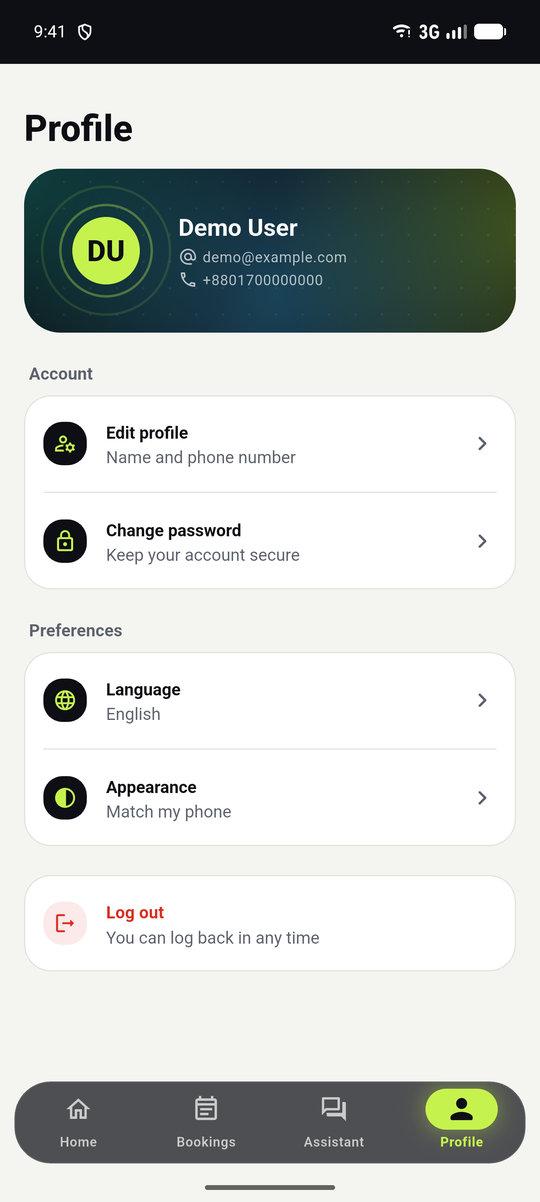 9:41
3G
Profile
DU
Demo User
demo@example.com
+8801700000000
Account
Edit profile
Name and phone number
Change password
Keep your account secure
Preferences
Language
English
Appearance
Match my phone
Log out
You can log back in any time
Home
Bookings
Assistant
Profile